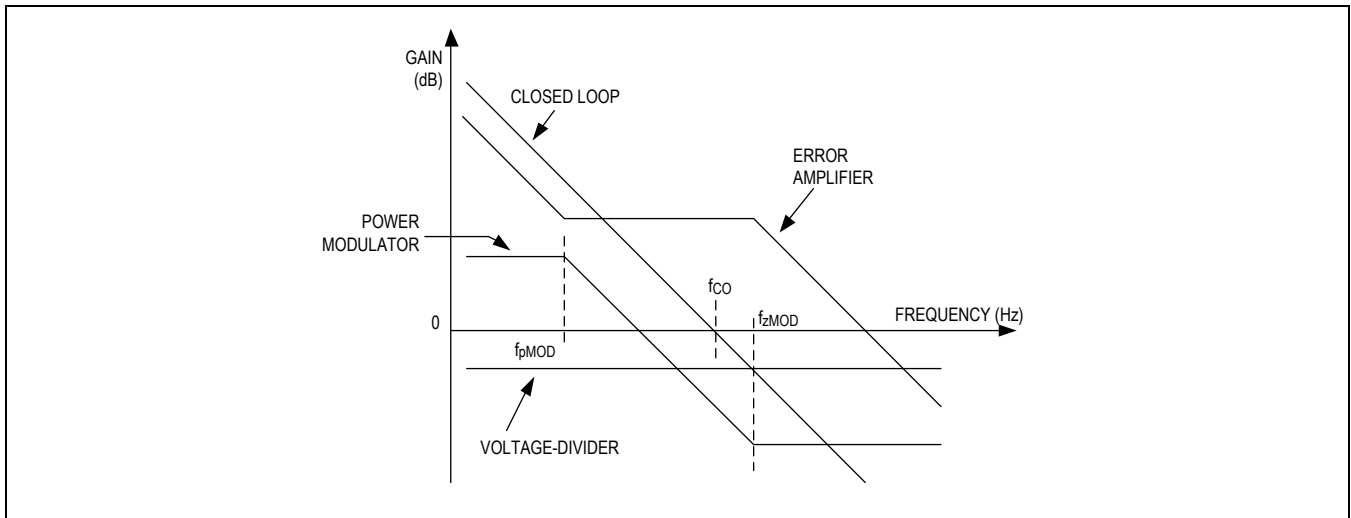 GAIN
(dB)
CLOSED LOOP
ERROR
AMPLIFIER
POWER
MODULATOR
fCO
fzMOD
FREQUENCY (Hz)
0
fpMOD
VOLTAGE-DIVIDER